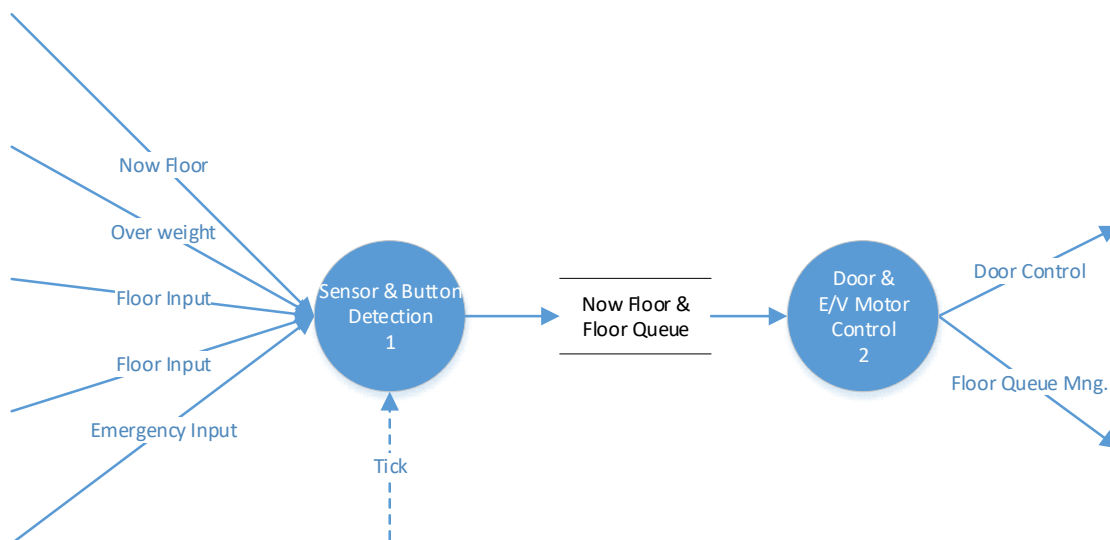 Now Floor
Over weight
Floor Input
Floor Input
Emergency Input
Tick
Sensor & Button
Detection
1
Now Floor &
Floor Queue
Door &
E/V Motor
Control
2
Door Control
Floor Queue Mng.